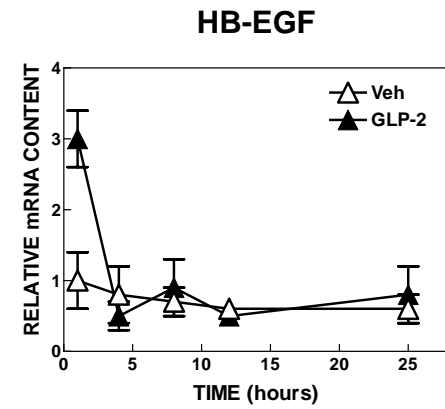 HB-EGF
RELATIVE mRNA CONTENT
4
3
2
1
0
Veh
GLP-2
0 5 10 15 20 25
TIME (hours)